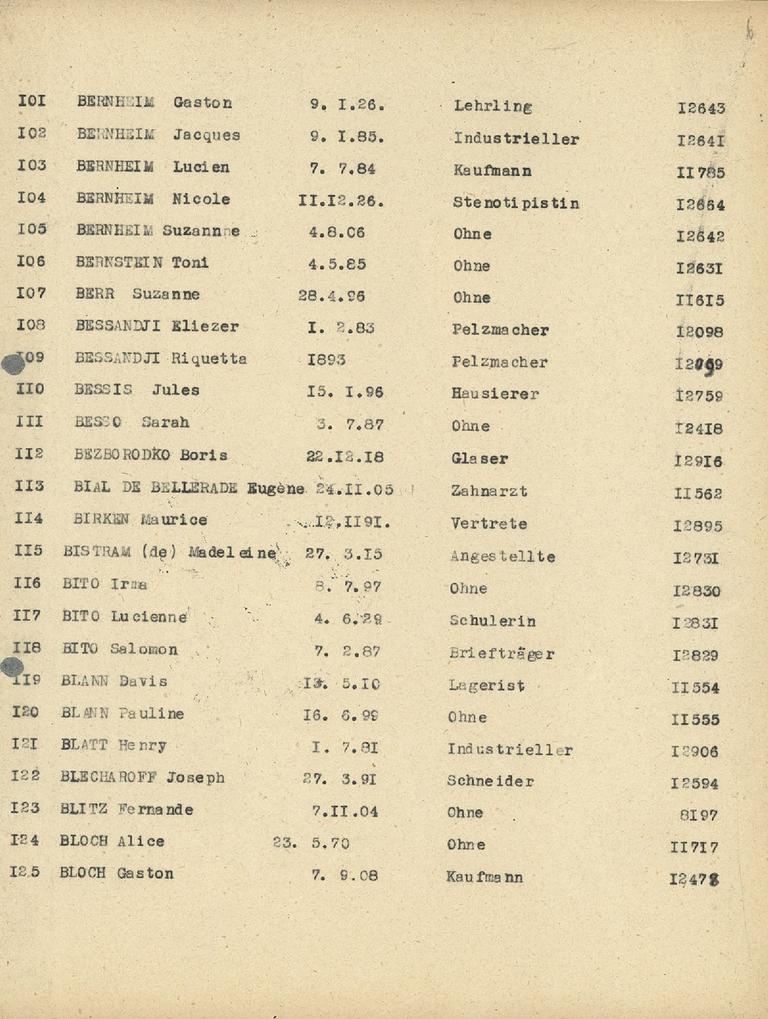 I0I BERNHEIM Gaston 9. I.26. Lehrling I2643
I02 BERNHEIM Jacques 9. I.85. Industrieller I264I
I03 BERNHEIM Lucien 7. 7.84 Kaufmann II785
I04 BERNHEIM Nicole II.I2.26. Stenotipistin I2664
I05 BERNHEIM Suzanne 4.8.06 Ohne I2642
I06 BERNSTEIN Toni 4.5.85 Ohne I263I
I07 BERR Suzanne 28.4.96 Ohne II6I5
I08 BESSANDJI Eliezer I. 2.83 Pelzmacher I2098
I09 BESSANDJI Riquetta I893 Pelzmacher
II0 BESSIS Jules I5. I.96 Hausierer I2759
III BESSO Sarah 3. 7.87 Ohne I24I8
II2 BEZBORODKO Boris 22.I2.I8 Glaser I29I6
II3 BIAL DE BELLERADE Eugène 24.II.05 Zahnarzt II562
II4 BIRKEN Maurice I2,II9I. Vertrete I2895
II5 BISTRAM (de) Madeleine 27. 3.I5 Angestellte I273I
II6 BITO Irma 8. 7.97 Ohne I2830
II7 BITO Lucienne 4. 6.29 Schulerin I283I
II8 BITO Salomon 7. 2.87 Briefträger I2829
II9 BLANN Davis 5.I0 Lagerist II554
I20 BLANN Pauline I6. 6.99 Ohne II555
I2I BLATT Henry I. 7.8I Industrieller I2906
I22 BLECHAROFF Joseph 27. 3.9I Schneider I2594
I23 BLITZ Fernande 7.II.04 Ohne 8I97
I24 BLOCH Alice 23. 5.70 Ohne II7I7
I25 BLOCH Gaston 7. 9.08 Kaufmann I2478